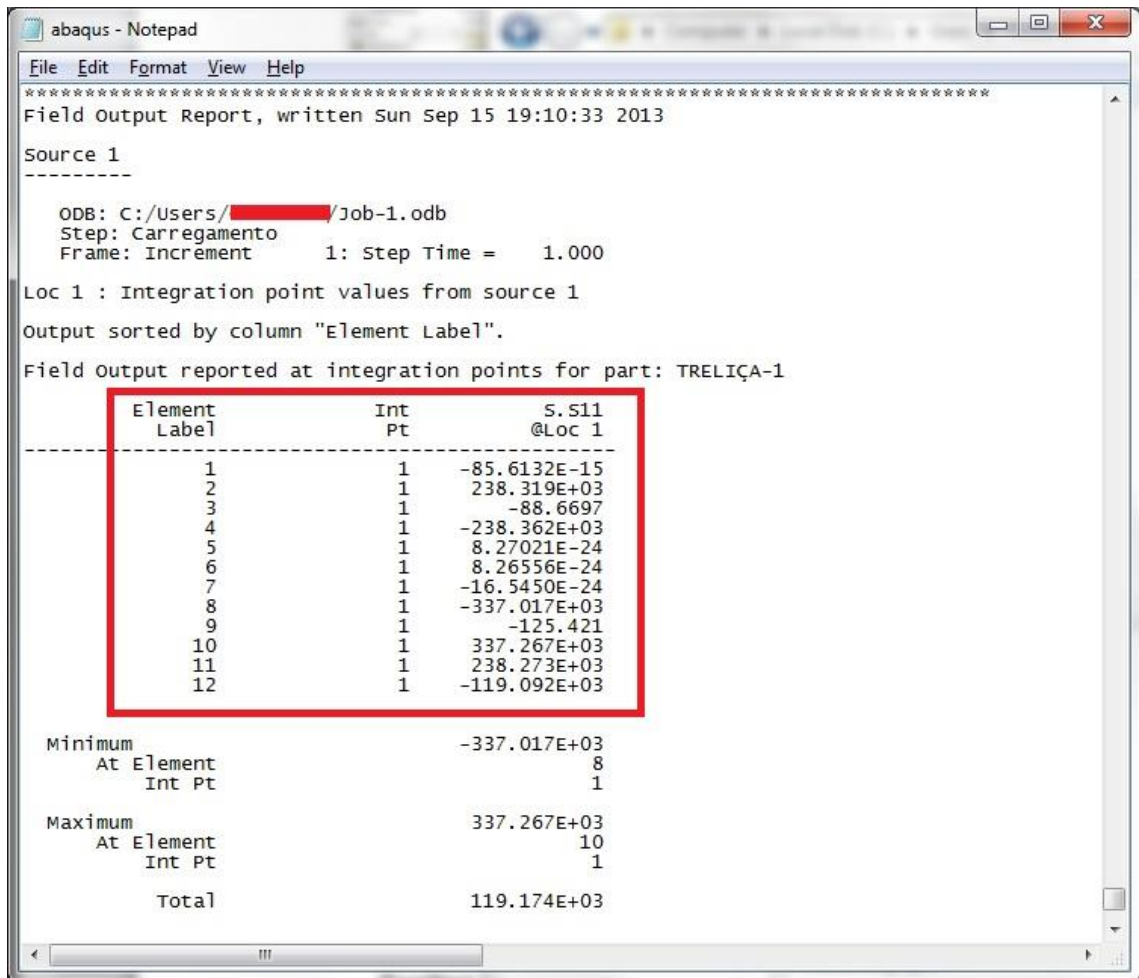 abaqus - Notepad
File Edit Format View Help
*********************************************************************************
Field Output Report, written Sun Sep 15 19:10:33 2013
Source 1
---------
ODB: C:/Users/ /Job-1.odb
Step: Carregamento
Frame: Increment 1: Step Time = 1.000
Loc 1 : Integration point values from source 1
Output sorted by column "Element Label".
Field Output reported at integration points for part: TRELIÇA-1
Element Int S.S11
Label Pt @Loc 1
-------------------------------------------------
1 1 -85.6132E-15
2 1 238.319E+03
3 1 -88.6697
4 1 -238.362E+03
5 1 8.27021E-24
6 1 8.26556E-24
7 1 -16.5450E-24
8 1 -337.017E+03
9 1 -125.421
10 1 337.267E+03
11 1 238.273E+03
12 1 -119.092E+03
Minimum -337.017E+03
At Element 8
Int Pt 1
Maximum 337.267E+03
At Element 10
Int Pt 1
Total 119.174E+03